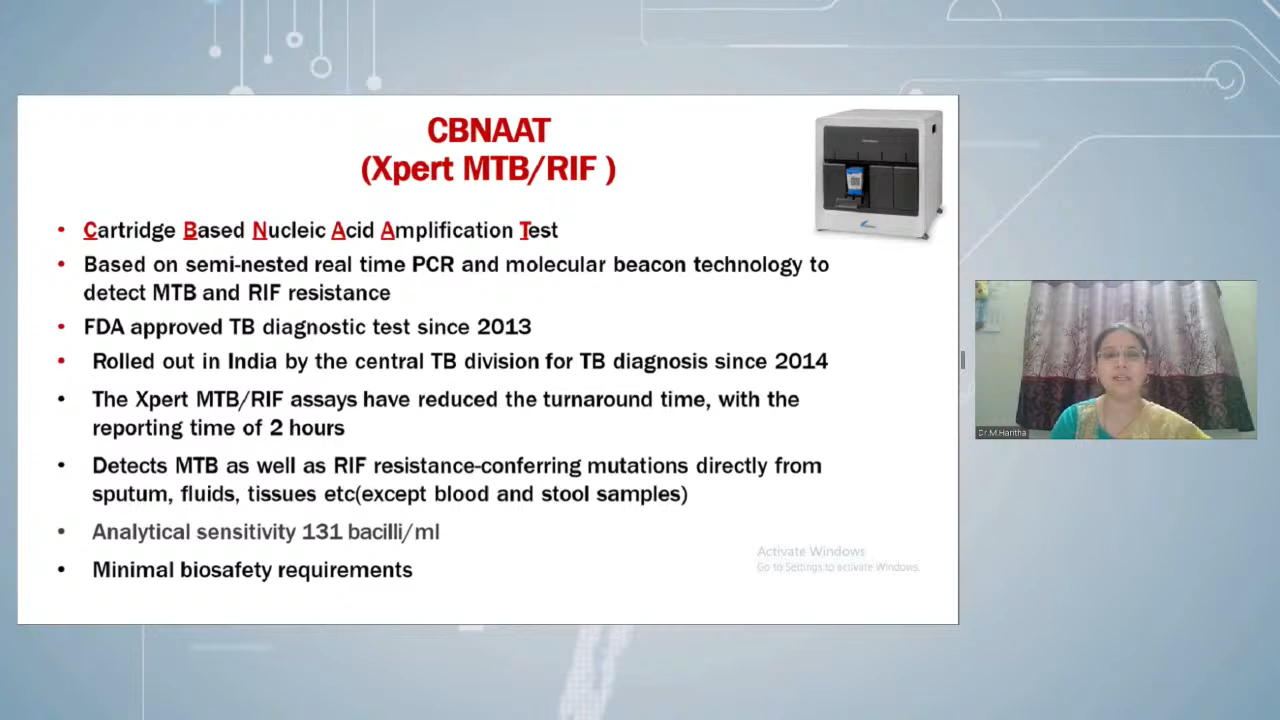 CBNAAT
(Xpert MTB/RIF )
• Cartridge Based Nucleic Acid Amplification Test
• Based on semi-nested real time PCR and molecular beacon technology to
detect MTB and RIF resistance
• FDA approved TB diagnostic test since 2013
• Rolled out in India by the central TB division for TB diagnosis since 2014
• The Xpert MTB/RIF assays have reduced the turnaround time, with the
reporting time of 2 hours
• Detects MTB as well as RIF resistance-conferring mutations directly from
sputum, fluids, tissues etc(except blood and stool samples)
• Analytical sensitivity 131 bacilli/ml
• Minimal biosafety requirements
Activate Windows
Go to Settings to activate Windows.
Dr.M.Haritha